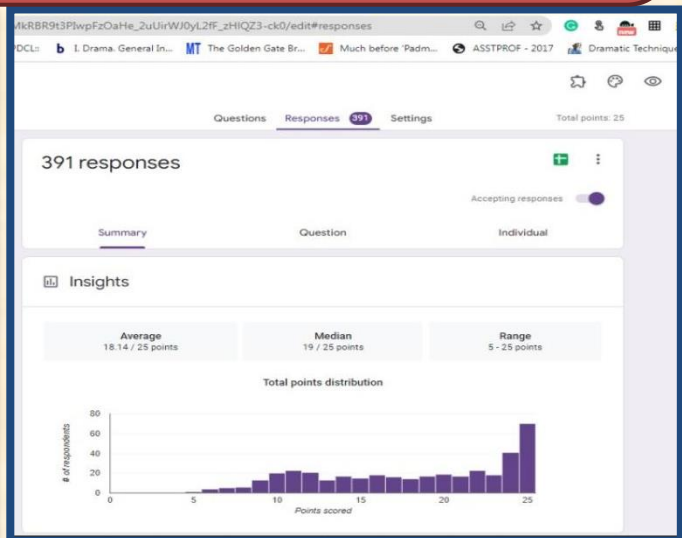 MkRBR9t3PIwpFzOaHe_2uUirWJ0yL2fF_zHIQZ3-ck0/edit#responses
PDCL:: b I. Drama. General In... MT The Golden Gate Br... Much before 'Padm... ASSTPROF - 2017 Dramatic Technique
Questions Responses 391 Settings Total points: 25
391 responses
Accepting responses
Summary Question Individual
Insights
Average Median Range
18.14 / 25 points 19 / 25 points 5 - 25 points
Total points distribution
# of respondents
80
60
40
20
0
0 5 10 15 20 25
Points scored